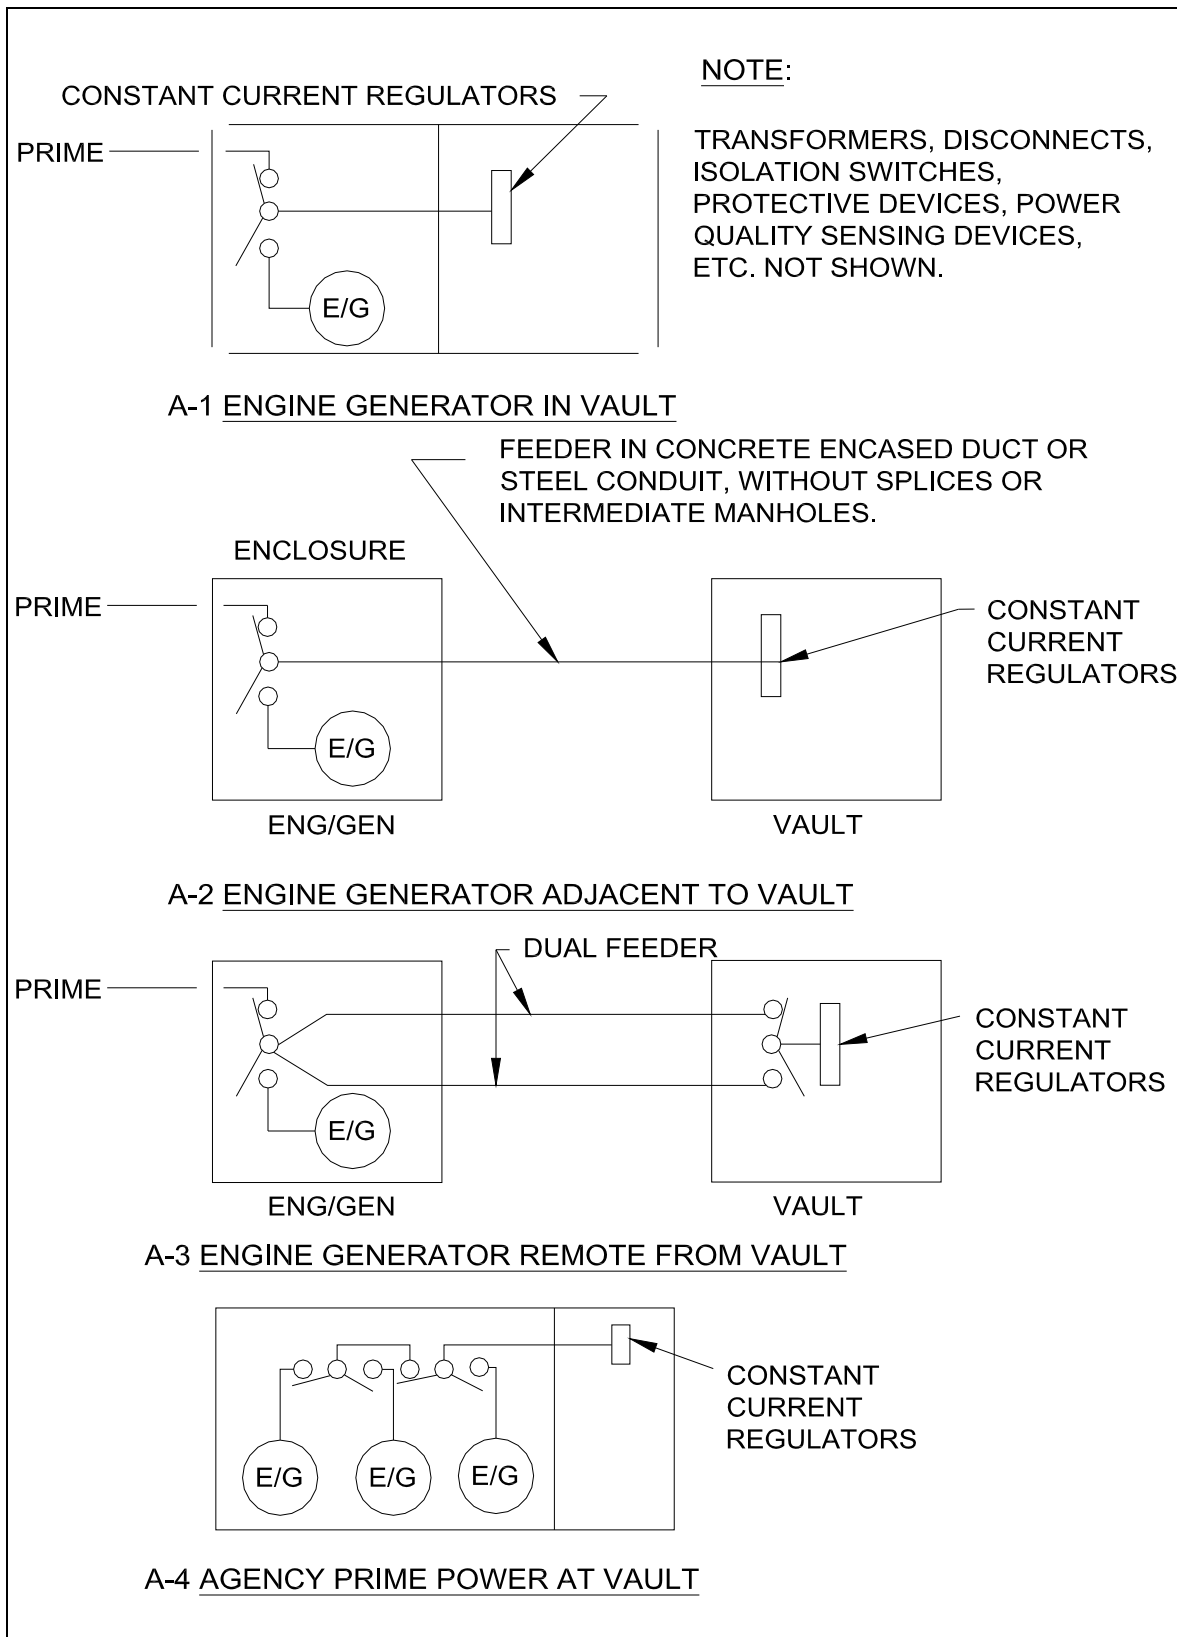 NOTE:
CONSTANT CURRENT REGULATORS
PRIME
TRANSFORMERS, DISCONNECTS,
ISOLATION SWITCHES,
PROTECTIVE DEVICES, POWER
QUALITY SENSING DEVICES,
ETC. NOT SHOWN.
E/G
A-1 ENGINE GENERATOR IN VAULT
FEEDER IN CONCRETE ENCASED DUCT OR
STEEL CONDUIT, WITHOUT SPLICES OR
INTERMEDIATE MANHOLES.
ENCLOSURE
PRIME
CONSTANT
CURRENT
REGULATORS
E/G
ENG/GEN
VAULT
A-2 ENGINE GENERATOR ADJACENT TO VAULT
DUAL FEEDER
PRIME
CONSTANT
CURRENT
REGULATORS
E/G
ENG/GEN
VAULT
A-3 ENGINE GENERATOR REMOTE FROM VAULT
CONSTANT
CURRENT
REGULATORS
E/G
E/G
E/G
A-4 AGENCY PRIME POWER AT VAULT